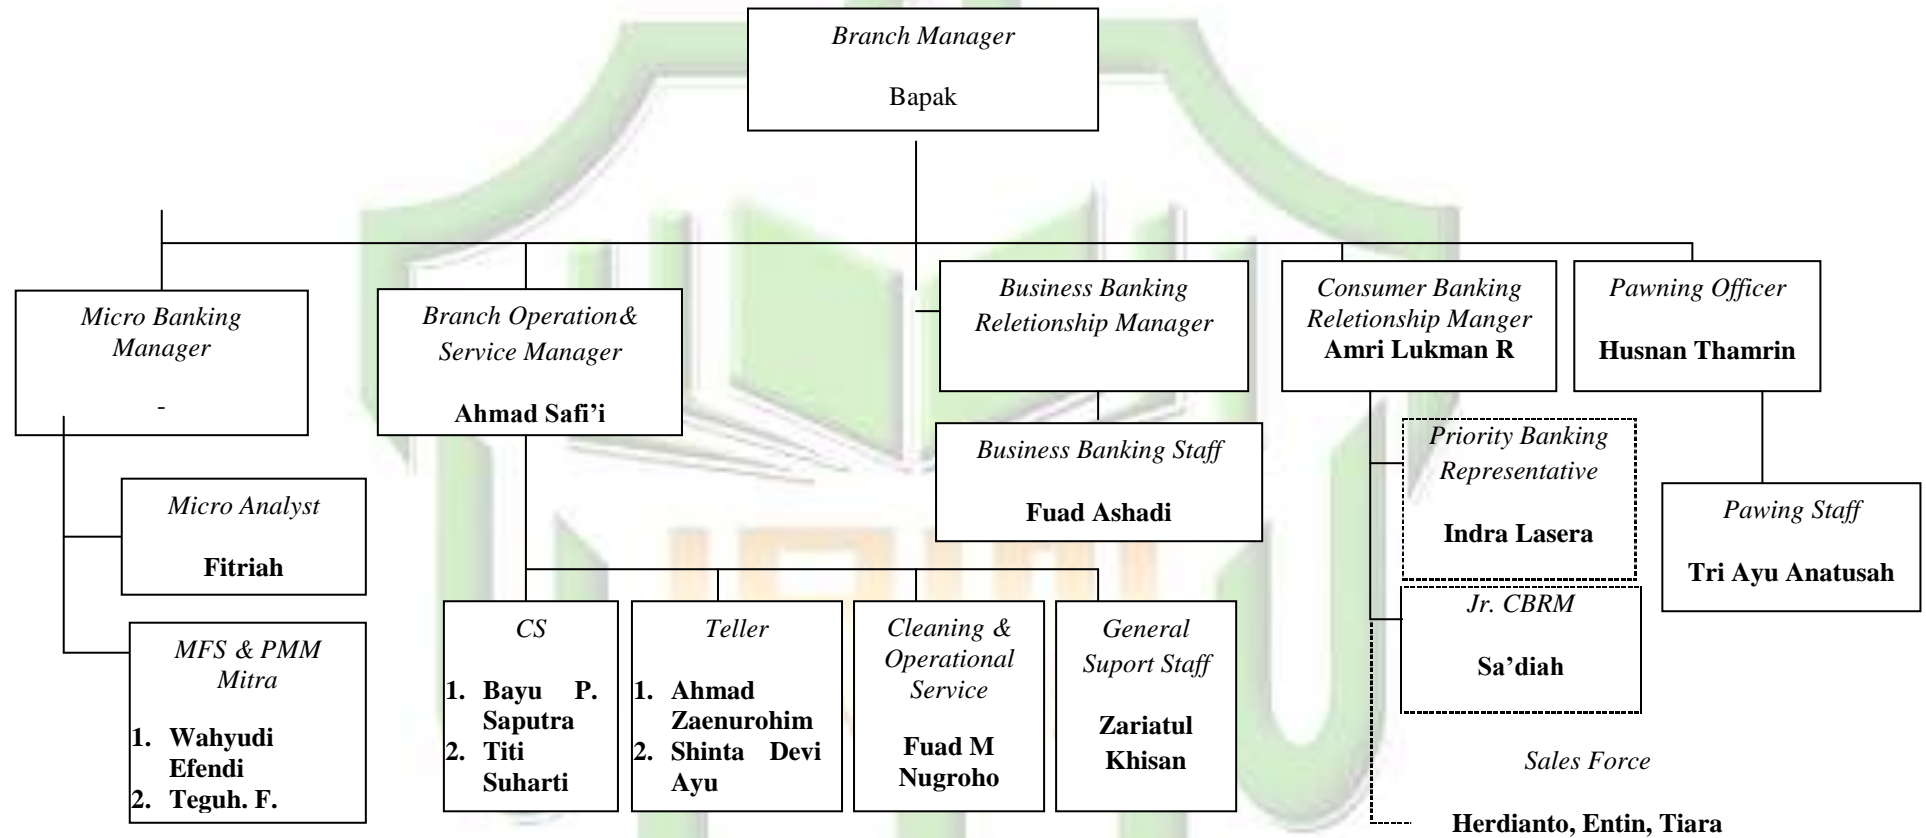 Branch Manager
Bapak
Micro Banking
Manager
-
Branch Operation&
Service Manager
Ahmad Safi’i
Business Banking
Reletionship Manager
Consumer Banking
Reletionship Manger
Amri Lukman R
Pawning Officer
Husnan Thamrin
Micro Analyst
Fitriah
MFS & PMM
Mitra
1. Wahyudi
Efendi
2. Teguh. F.
CS
1. Bayu P.
Saputra
2. Titi
Suharti
Teller
1. Ahmad
Zaenurohim
2. Shinta Devi
Ayu
Cleaning &
Operational
Service
Fuad M
Nugroho
General
Suport Staff
Zariatul
Khisan
Business Banking Staff
Fuad Ashadi
Priority Banking
Representative
Indra Lasera
Jr. CBRM
Sa’diah
Sales Force
Herdianto, Entin, Tiara
Pawing Staff
Tri Ayu Anatusah